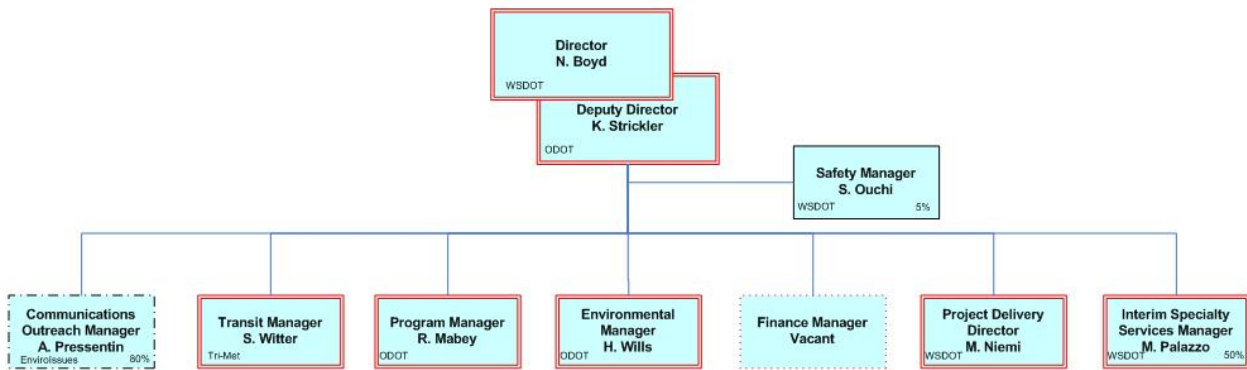 Director
N. Boyd
WSDOT
Deputy Director
K. Strickler
ODOT
Safety Manager
S. Ouchi
WSDOT 5%
Communications
Outreach Manager
A. Pressentin
EnviroIssues 80%
Transit Manager
S. Witter
Tri-Met
Program Manager
R. Mabey
ODOT
Environmental
Manager
H. Wills
ODOT
Finance Manager
Vacant
Project Delivery
Director
M. Niemi
WSDOT
Interim Specialty
Services Manager
M. Palazzo
WSDOT 50%